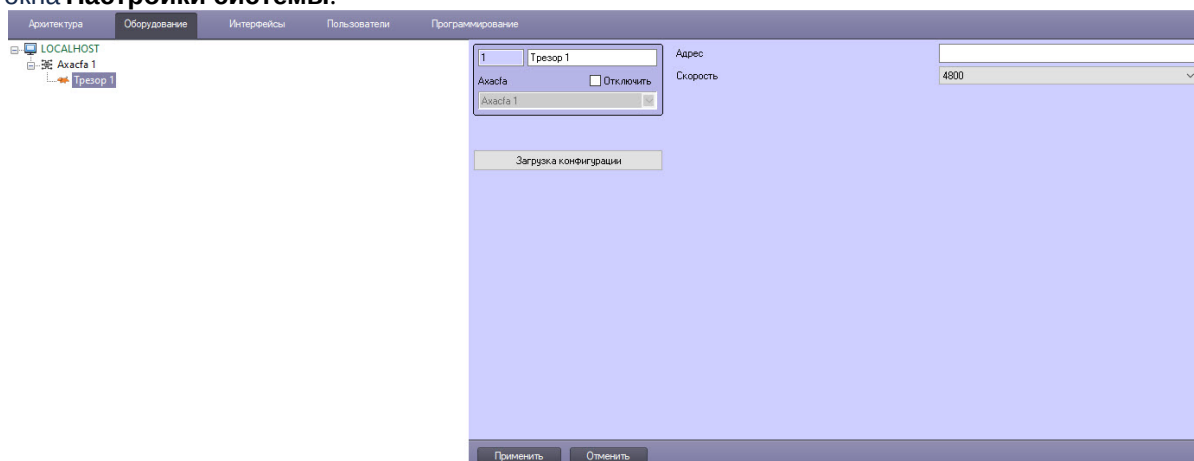 окна Настройки системы.
Архитектура Оборудование Интерфейсы Пользователи Программирование
LOCALHOST
Axacfa 1
Трезор 1
1 Трезор 1
Axacfa Отключить
Axacfa 1
Загрузка конфигурации
Адрес
Скорость 4800
Применить Отменить